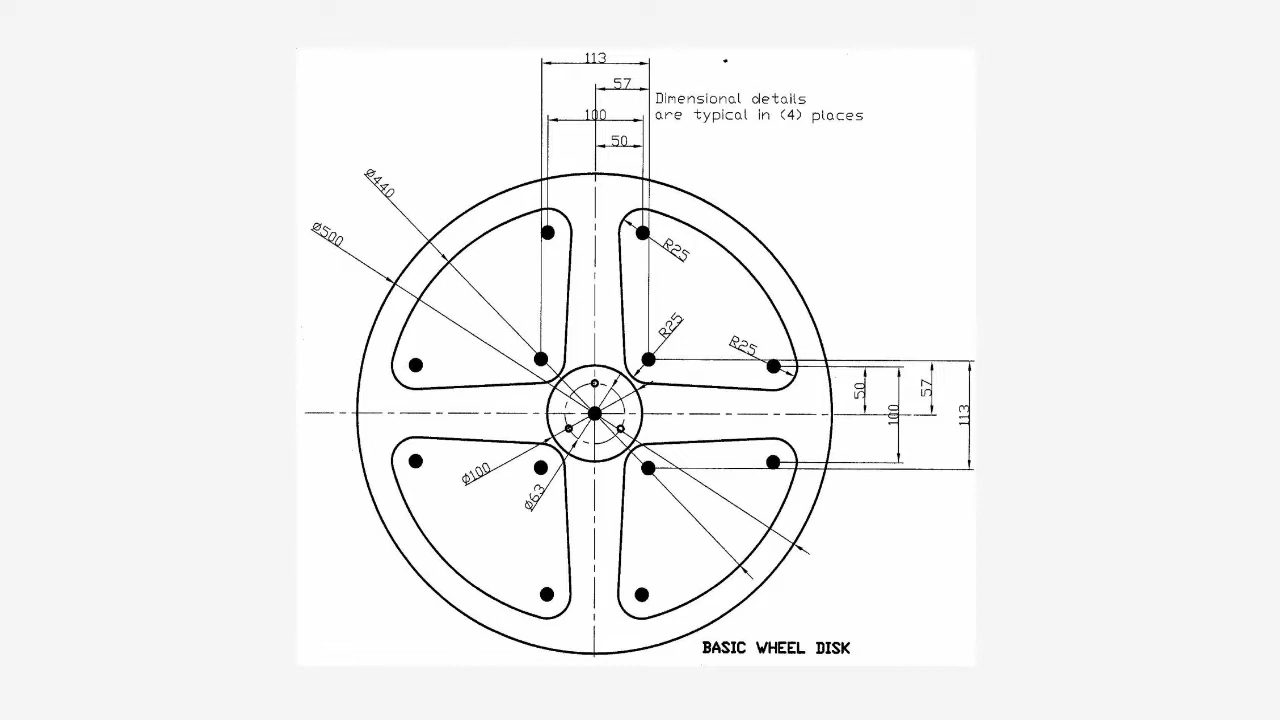 113
57
Dimensional details
are typical in (4) places
100
50
Ø440
Ø500
R25
R25
R25
50
57
100
113
Ø100
Ø63
BASIC WHEEL DISK